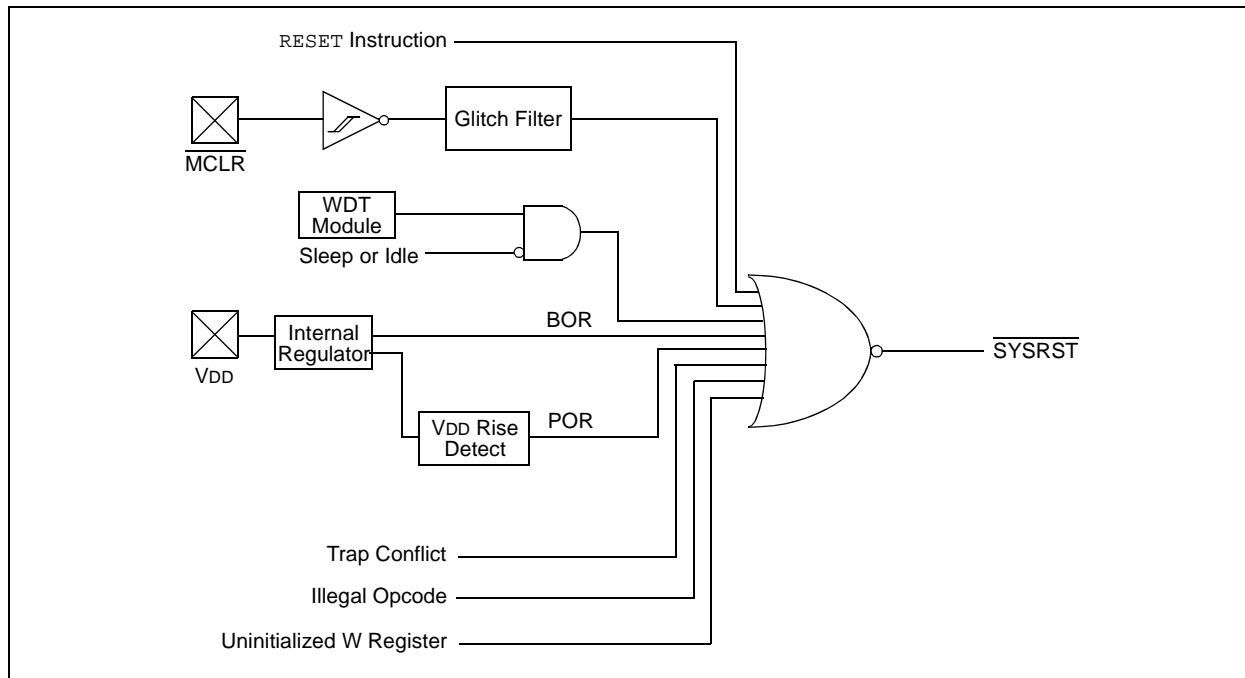 RESET Instruction
Glitch Filter
MCLR
WDT
Module
Sleep or Idle
BOR
Internal
Regulator
VDD
SYSRST
POR
VDD Rise
Detect
Trap Conflict
Illegal Opcode
Uninitialized W Register